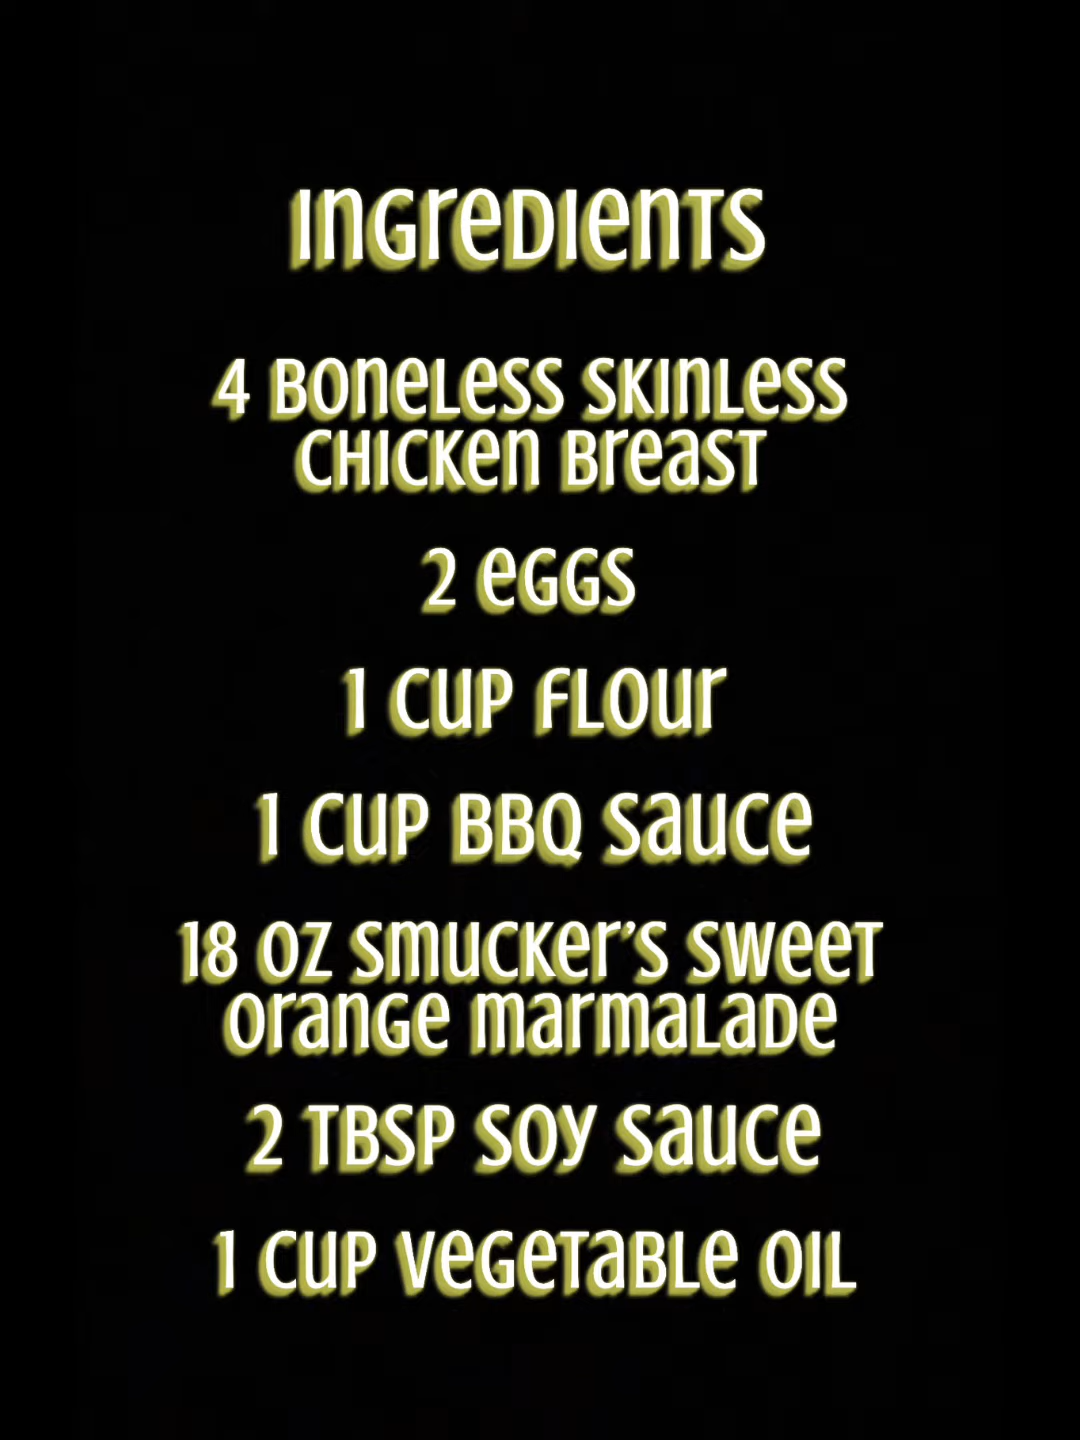 Ingredients
4 Boneless Skinless
Chicken Breast
2 eggs
1 Cup Flour
1 Cup BBQ Sauce
18 oz Smucker's Sweet
Orange Marmalade
2 TBSP Soy Sauce
1 Cup Vegetable Oil